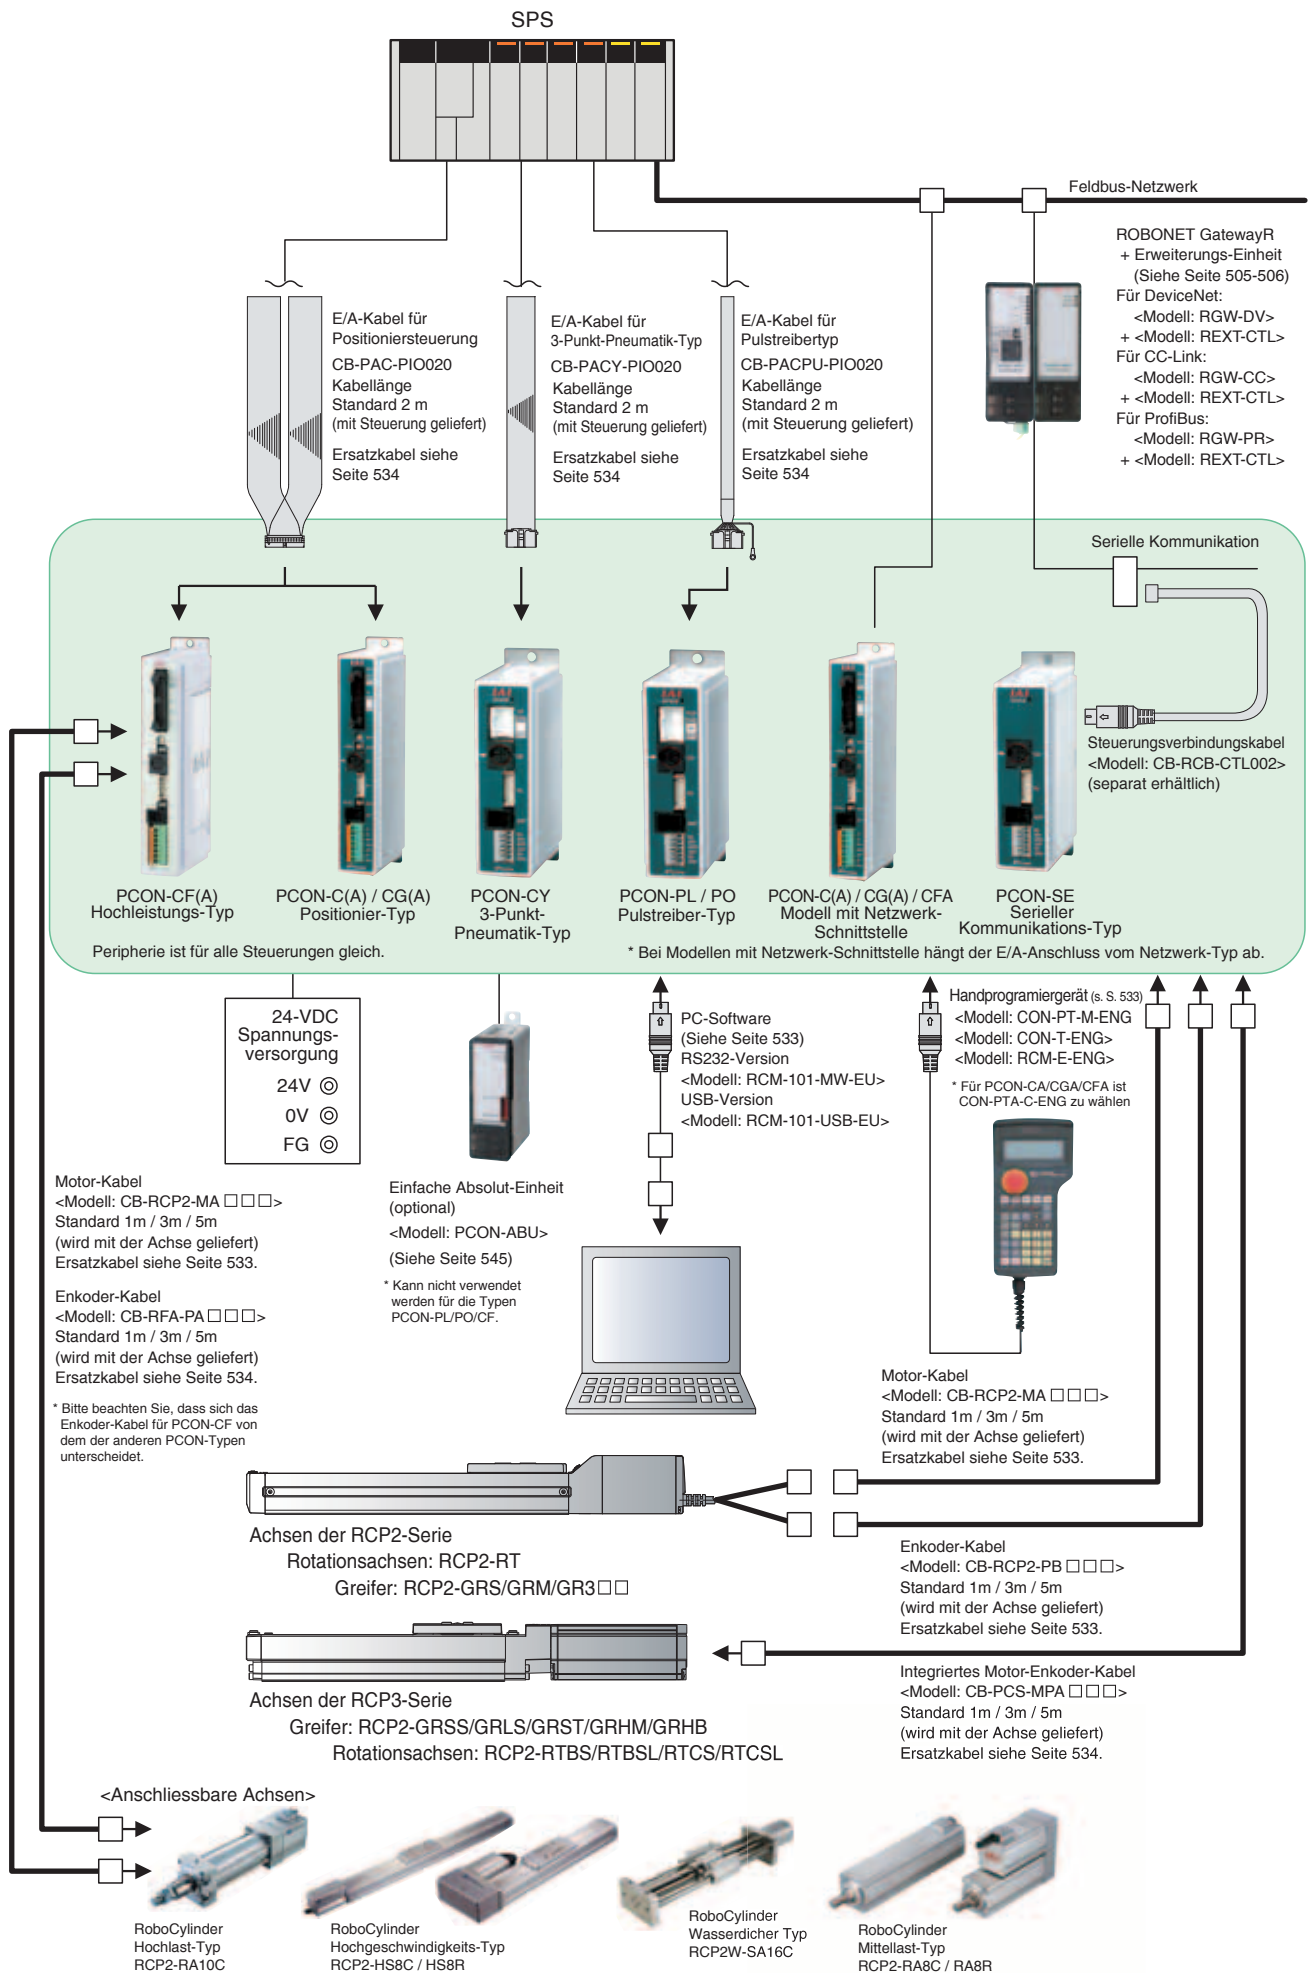 SPS
Feldbus-Netzwerk
ROBONET GatewayR
+ Erweiterungs-Einheit
(Siehe Seite 505-506)
Für DeviceNet:
<Modell: RGW-DV>
+ <Modell: REXT-CTL>
Für CC-Link:
<Modell: RGW-CC>
+ <Modell: REXT-CTL>
Für ProfiBus:
<Modell: RGW-PR>
+ <Modell: REXT-CTL>
E/A-Kabel für
Positioniersteuerung
CB-PAC-PIO020
Kabellänge
Standard 2 m
(mit Steuerung geliefert)
Ersatzkabel siehe
Seite 534
E/A-Kabel für
3-Punkt-Pneumatik-Typ
CB-PACY-PIO020
Kabellänge
Standard 2 m
(mit Steuerung geliefert)
Ersatzkabel siehe
Seite 534
E/A-Kabel für
Pulstreibertyp
CB-PACPU-PIO020
Kabellänge
Standard 2 m
(mit Steuerung geliefert)
Ersatzkabel siehe
Seite 534
Serielle Kommunikation
Steuerungsverbindungskabel
<Modell: CB-RCB-CTL002>
(separat erhältlich)
PCON-CF(A)
Hochleistungs-Typ
PCON-C(A) / CG(A)
Positionier-Typ
PCON-CY
3-Punkt-
Pneumatik-Typ
PCON-PL / PO
Pulstreiber-Typ
PCON-C(A) / CG(A) / CFA
Modell mit Netzwerk-
Schnittstelle
PCON-SE
Serieller
Kommunikations-Typ
Peripherie ist für alle Steuerungen gleich.
* Bei Modellen mit Netzwerk-Schnittstelle hängt der E/A-Anschluss vom Netzwerk-Typ ab.
24-VDC
Spannungs-
versorgung
24V
0V
FG
PC-Software
(Siehe Seite 533)
RS232-Version
<Modell: RCM-101-MW-EU>
USB-Version
<Modell: RCM-101-USB-EU>
Handprogramiergerät (s. S. 533)
<Modell: CON-PT-M-ENG
<Modell: CON-T-ENG>
<Modell: RCM-E-ENG>
* Für PCON-CA/CGA/CFA ist
CON-PTA-C-ENG zu wählen
Motor-Kabel
<Modell: CB-RCP2-MA □□□>
Standard 1m / 3m / 5m
(wird mit der Achse geliefert)
Ersatzkabel siehe Seite 533.
Enkoder-Kabel
<Modell: CB-RFA-PA □□□>
Standard 1m / 3m / 5m
(wird mit der Achse geliefert)
Ersatzkabel siehe Seite 534.
* Bitte beachten Sie, dass sich das
Enkoder-Kabel für PCON-CF von
dem der anderen PCON-Typen
unterscheidet.
Einfache Absolut-Einheit
(optional)
<Modell: PCON-ABU>
(Siehe Seite 545)
* Kann nicht verwendet
werden für die Typen
PCON-PL/PO/CF.
Motor-Kabel
<Modell: CB-RCP2-MA □□□>
Standard 1m / 3m / 5m
(wird mit der Achse geliefert)
Ersatzkabel siehe Seite 533.
Achsen der RCP2-Serie
Rotationsachsen: RCP2-RT
Greifer: RCP2-GRS/GRM/GR3□□
Enkoder-Kabel
<Modell: CB-RCP2-PB □□□>
Standard 1m / 3m / 5m
(wird mit der Achse geliefert)
Ersatzkabel siehe Seite 533.
Achsen der RCP3-Serie
Greifer: RCP2-GRSS/GRLS/GRST/GRHM/GRHB
Rotationsachsen: RCP2-RTBS/RTBSL/RTCS/RTCSL
Integriertes Motor-Enkoder-Kabel
<Modell: CB-PCS-MPA □□□>
Standard 1m / 3m / 5m
(wird mit der Achse geliefert)
Ersatzkabel siehe Seite 534.
<Anschliessbare Achsen>
RoboCylinder
Hochlast-Typ
RCP2-RA10C
RoboCylinder
Hochgeschwindigkeits-Typ
RCP2-HS8C / HS8R
RoboCylinder
Wasserdicher Typ
RCP2W-SA16C
RoboCylinder
Mittellast-Typ
RCP2-RA8C / RA8R